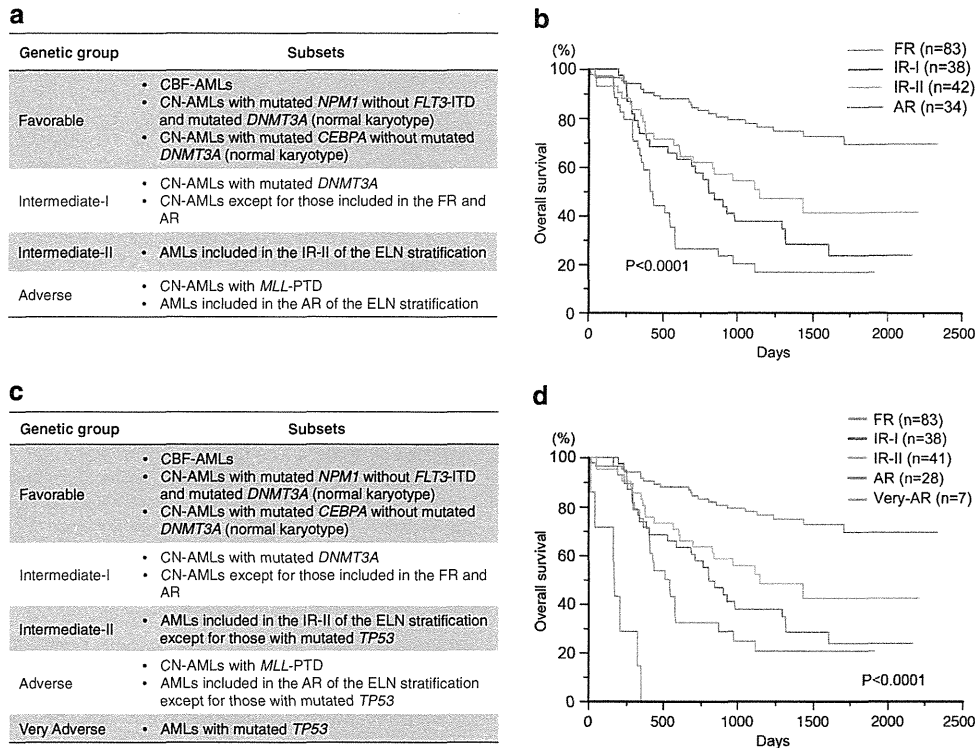 a
Genetic group Subsets
Favorable
• CBF-AMLs
• CN-AMLs with mutated NPM1 without FLT3-ITD
and mutated DNMT3A (normal karyotype)
• CN-AMLs with mutated CEBPA without mutated
DNMT3A (normal karyotype)
Intermediate-I
• CN-AMLs with mutated DNMT3A
• CN-AMLs except for those included in the FR and
AR
Intermediate-II • AMLs included in the IR-II of the ELN stratification
Adverse
• CN-AMLs with MLL-PTD
• AMLs included in the AR of the ELN stratification
b
(%)
100
80
60
40
20
0
Overall survival
FR (n=83)
IR-I (n=38)
IR-II (n=42)
AR (n=34)
P<0.0001
0 500 1000 1500 2000 2500
Days
c
Genetic group Subsets
Favorable
• CBF-AMLs
• CN-AMLs with mutated NPM1 without FLT3-ITD
and mutated DNMT3A (normal karyotype)
• CN-AMLs with mutated CEBPA without mutated
DNMT3A (normal karyotype)
Intermediate-I
• CN-AMLs with mutated DNMT3A
• CN-AMLs except for those included in the FR and
AR
Intermediate-II
• AMLs included in the IR-II of the ELN stratification
except for those with mutated TP53
Adverse
• CN-AMLs with MLL-PTD
• AMLs included in the AR of the ELN stratification
except for those with mutated TP53
Very Adverse • AMLs with mutated TP53
d
(%)
100
80
60
40
20
0
Overall survival
FR (n=83)
IR-I (n=38)
IR-II (n=41)
AR (n=28)
Very-AR (n=7)
P<0.0001
0 500 1000 1500 2000 2500
Days